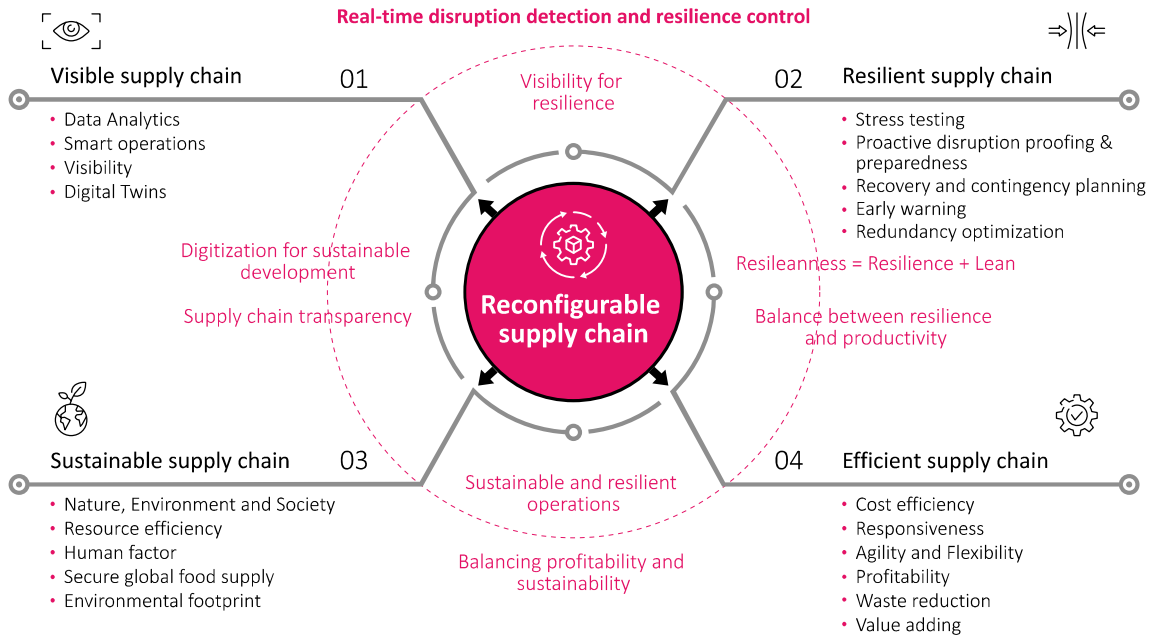 Real-time disruption detection and resilience control
Visible supply chain
01
• Data Analytics
• Smart operations
• Visibility
• Digital Twins
Visibility for
resilience
02
Resilient supply chain
• Stress testing
• Proactive disruption proofing &
preparedness
• Recovery and contingency planning
• Early warning
• Redundancy optimization
Digitization for sustainable
development
Supply chain transparency
Reconfigurable
supply chain
Resileanness = Resilience + Lean
Balance between resilience
and productivity
Sustainable supply chain
03
• Nature, Environment and Society
• Resource efficiency
• Human factor
• Secure global food supply
• Environmental footprint
Sustainable and resilient
operations
Balancing profitability and
sustainability
04
Efficient supply chain
• Cost efficiency
• Responsiveness
• Agility and Flexibility
• Profitability
• Waste reduction
• Value adding